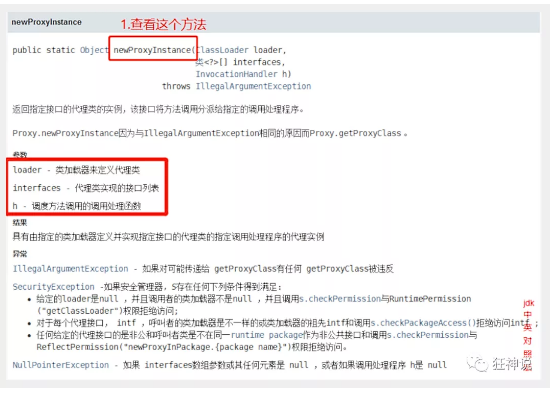 newProxyInstance
1.查看这个方法
public static Object newProxyInstance(ClassLoader loader,
类<?>[] interfaces,
InvocationHandler h)
throws IllegalArgumentException
返回指定接口的代理类的实例，该接口将方法调用分派给指定的调用处理程序。
Proxy.newProxyInstance因为与IllegalArgumentException相同的原因而Proxy.getProxyClass 。
参数
loader - 类加载器来定义代理类
interfaces - 代理类实现的接口列表
h - 调度方法调用的调用处理函数
结果
具有由指定的类加载器定义并实现指定接口的代理类的指定调用处理程序的代理实例
异常
IllegalArgumentException - 如果对可能传递给 getProxyClass有任何 getProxyClass被违反
SecurityException -如果安全管理器，S存在任何下列条件得到满足：
• 给定的loader是null ，并且调用者的类加载器不是null ，并且调用s.checkPermission与RuntimePermission
("getClassLoader")权限拒绝访问；
• 对于每个代理接口， intf ，呼叫者的类加载器是不一样的或类加载器的祖先intf和调用s.checkPackageAccess()拒绝访问intf ；
• 任何给定的代理接口的是非公和呼叫者类是不在同一runtime package作为非公共接口和调用s.checkPermission与
ReflectPermission("newProxyInPackage.{package name}")权限拒绝访问。
NullPointerException - 如果 interfaces数组参数或其任何元素是 null ，或者如果调用处理程序 h是 null
jdk
中
英
对
照
狂神说